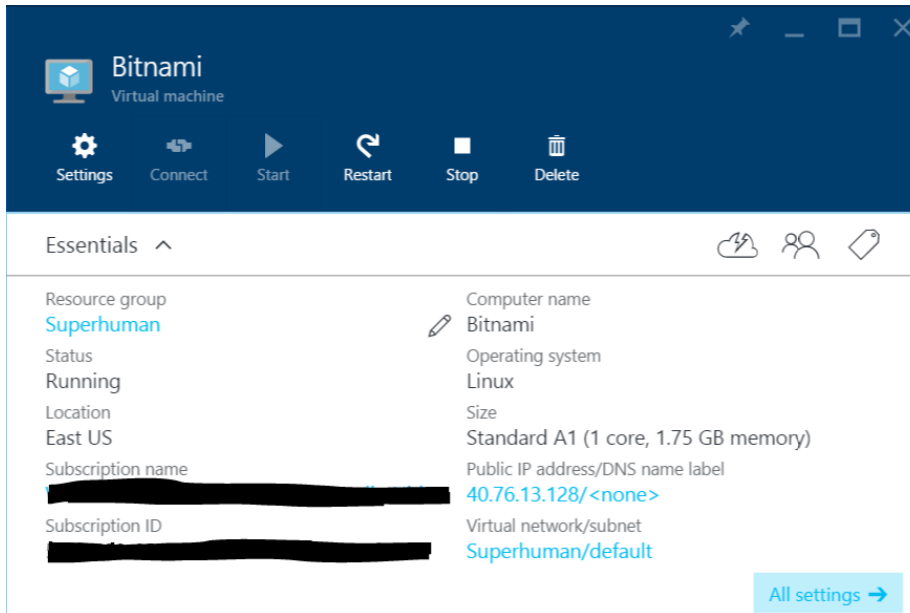 Bitnami
Virtual machine
Settings Connect Start Restart Stop Delete
Essentials
Resource group
Superhuman
Status
Running
Location
East US
Subscription name
Subscription ID
Computer name
Bitnami
Operating system
Linux
Size
Standard A1 (1 core, 1.75 GB memory)
Public IP address/DNS name label
40.76.13.128/<none>
Virtual network/subnet
Superhuman/default
All settings →